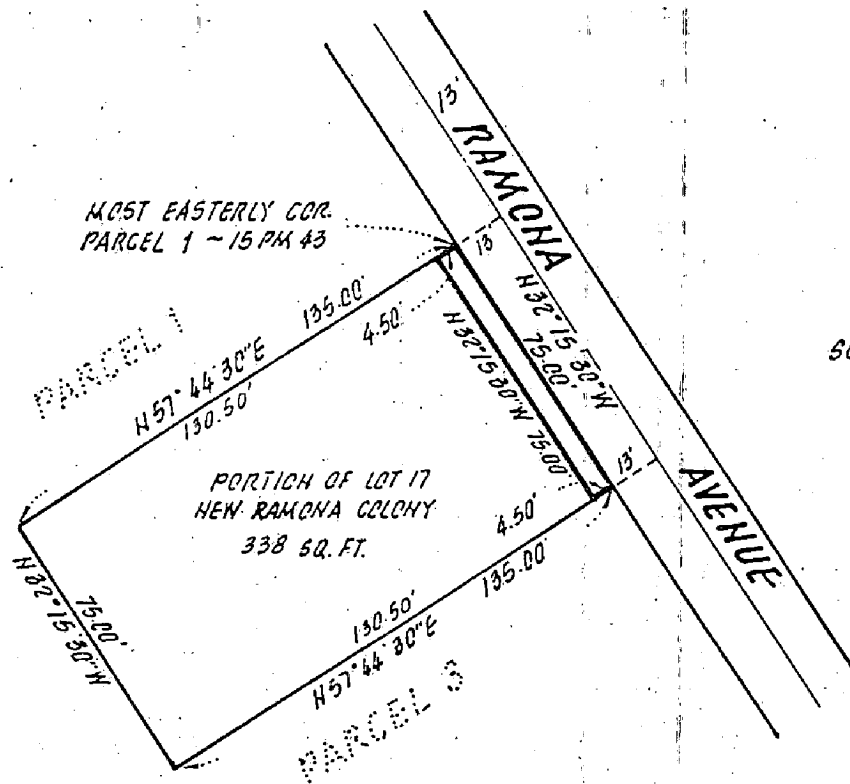 13'
RAMONA
MOST EASTERLY COR.
PARCEL 1 ~ 15 PM 43
13'
135.00'
4.50'
N32°15'30"W
75.00'
PARCEL 1
N57°44'30"E
130.50'
N32°15'30"W 75.00'
SO
13'
AVENUE
PORTION OF LOT 17
NEW RAMONA COLONY
338 SQ. FT.
4.50'
135.00'
130.50'
N57°44'30"E
75.00'
N32°15'30"W
PARCEL 3